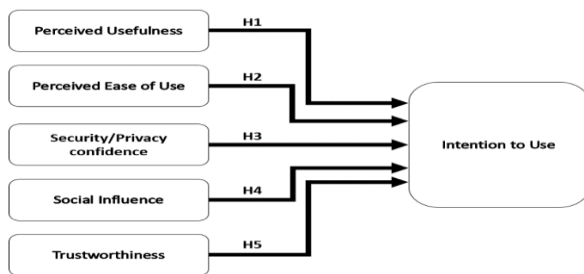 Perceived Usefulness
H1
Perceived Ease of Use
H2
Security/Privacy
confidence
H3
Intention to Use
Social Influence
H4
Trustworthiness
H5